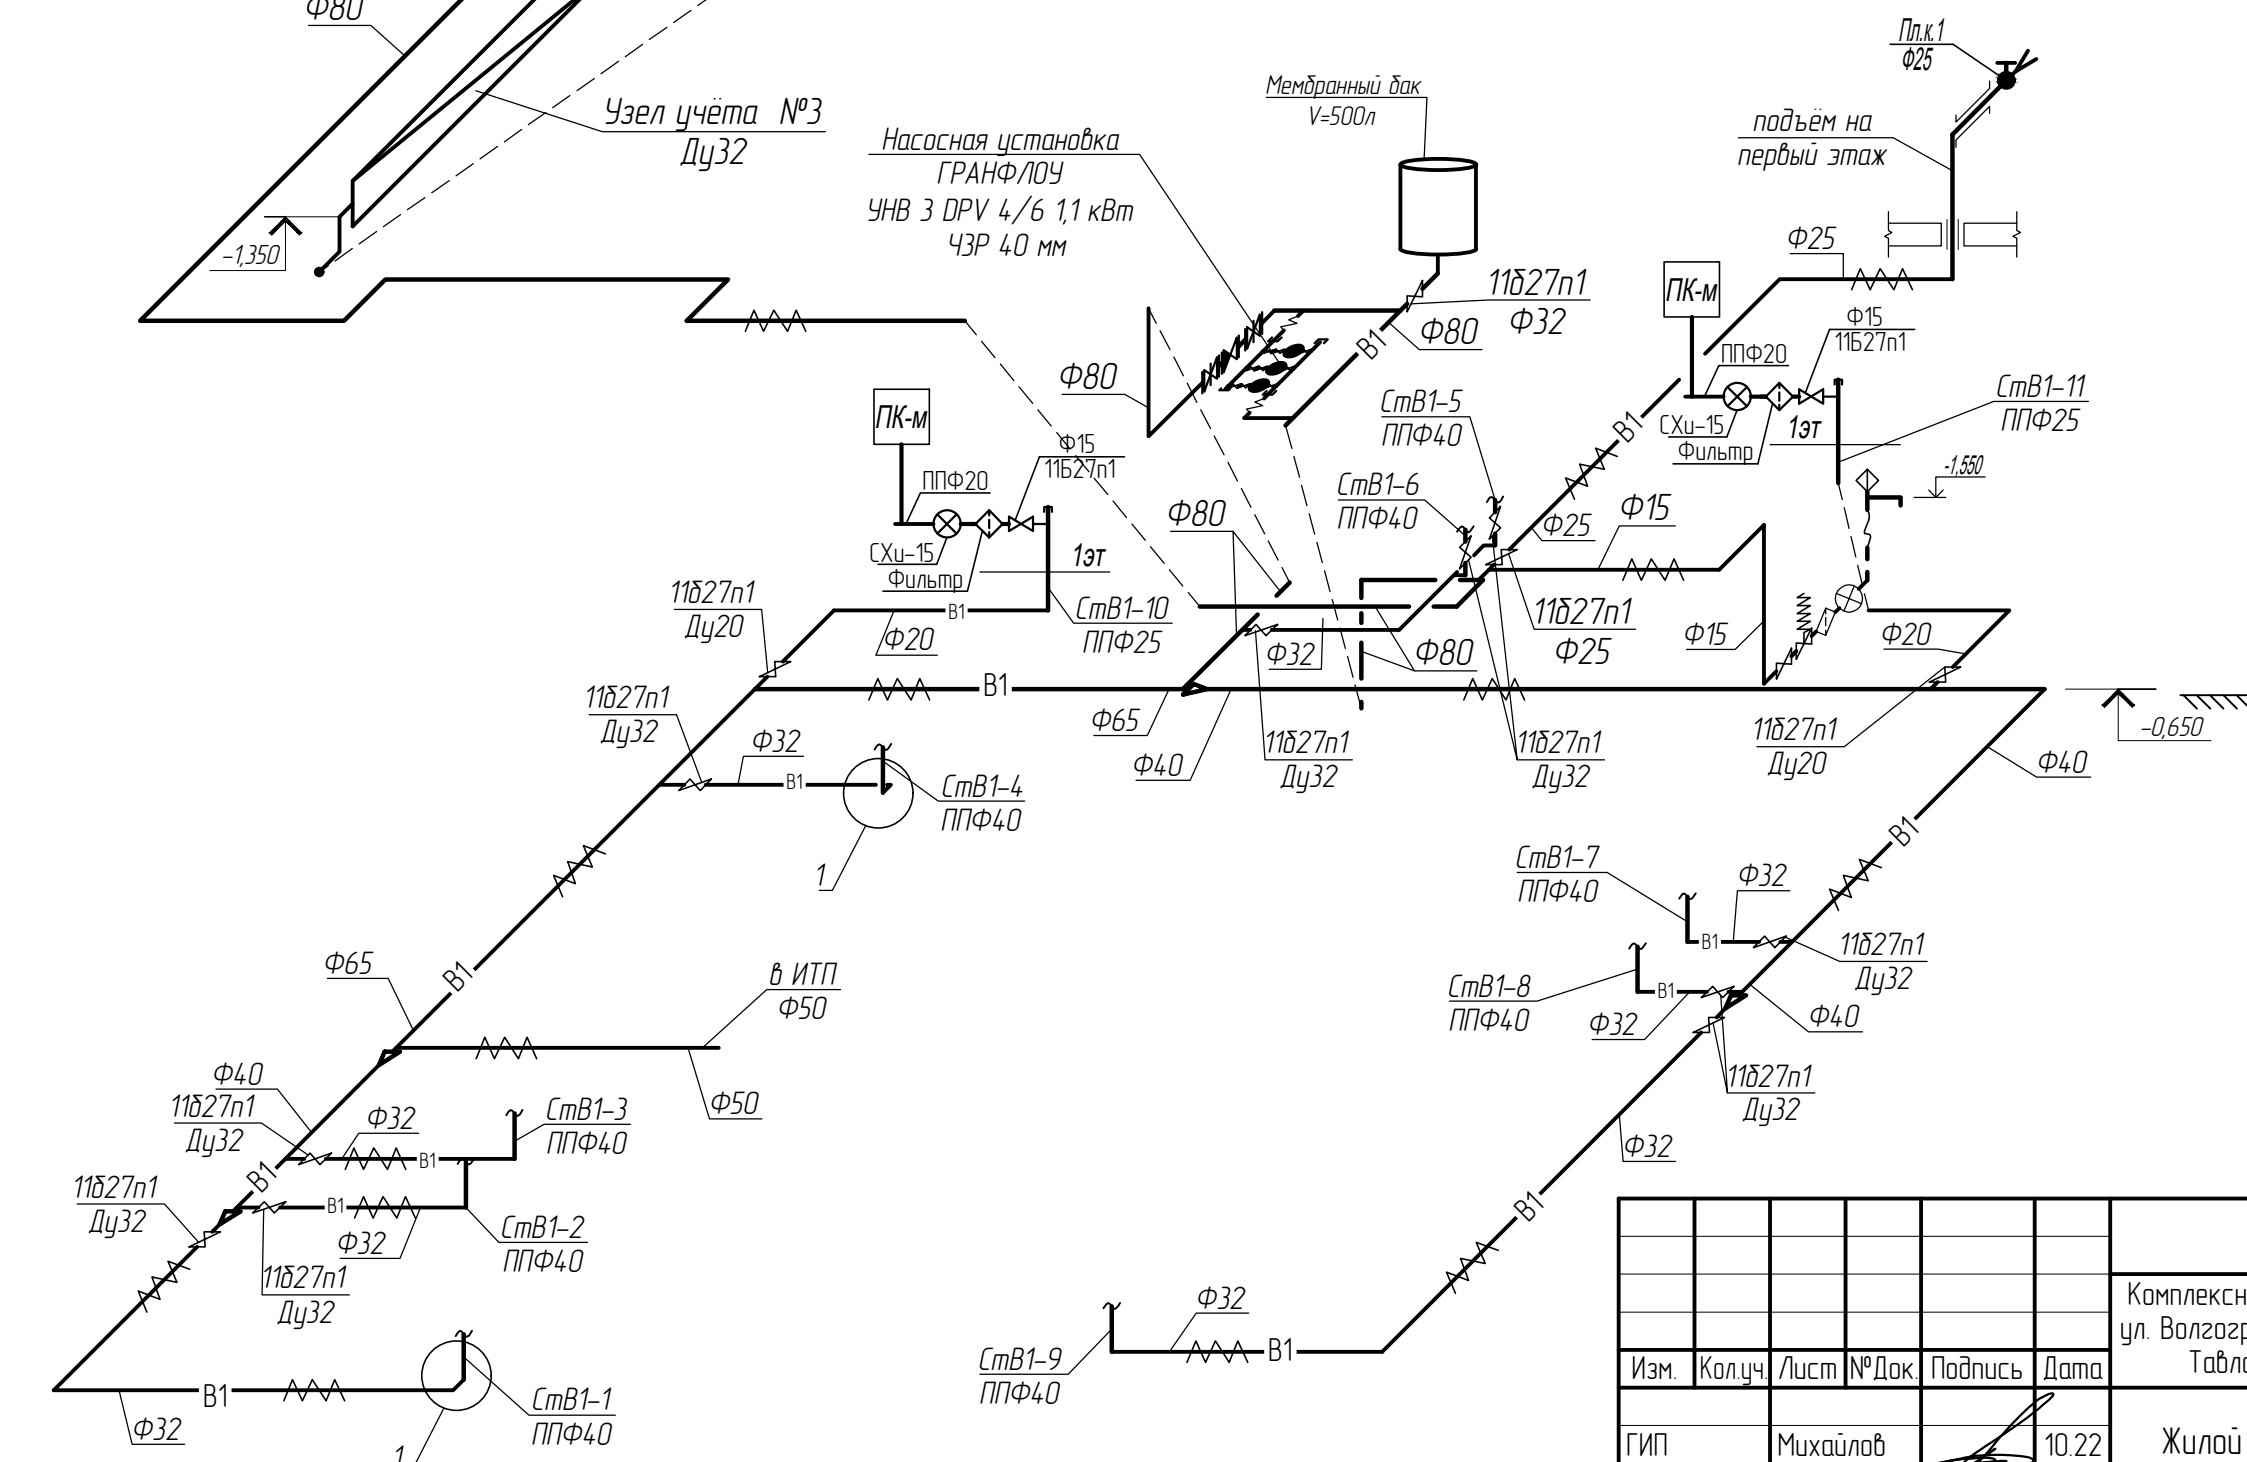 Ф80
Узел учёта №3
Ду32
-1,350
Насосная установка
ГРАНФЛОУ
УНВ 3 DPV 4/6 1,1 кВт
ЧЗР 40 мм
Мембранный бак
V=500л
Пл.к.1
Ф25
подъём на
первый этаж
Ф25
11б27п1
Ф32
Ф80
В1
Ф80
ПК-м
Ф15
11Б27п1
ППФ20
СХи-15
Фильтр
1эт
СтВ1-11
ППФ25
-1,550
СтВ1-5
ППФ40
СтВ1-6
ППФ40
В1
Ф25
Ф15
ПК-м
Ф15
11Б27п1
ППФ20
СХи-15
Фильтр
1эт
СтВ1-10
ППФ25
Ф80
11б27п1
Ду20
В1
Ф20
Ф32
Ф80
11б27п1
Ф25
Ф15
Ф20
11б27п1
Ду32
В1
Ф65
Ф40
11б27п1
Ду32
11б27п1
Ду32
11б27п1
Ду20
-0,650
Ф40
Ф32
В1
СтВ1-4
ППФ40
1
В1
СтВ1-7
ППФ40
Ф32
В1
11б27п1
Ду32
СтВ1-8
ППФ40
В1
Ф32
Ф40
11б27п1
Ду32
Ф32
В1
Ф65
В1
в ИТП
Ф50
Ф50
Ф40
11б27п1
Ду32
Ф32
В1
СтВ1-3
ППФ40
В1
11б27п1
Ду32
В1
Ф32
СтВ1-2
ППФ40
11б27п1
Ду32
Ф32
В1
СтВ1-9
ППФ40
В1
Ф32
СтВ1-1
ППФ40
1
Комплексн
ул. Волгогр
Тавло
Изм. Кол.уч. Лист №Док. Подпись Дата
ГИП Михайлов 10.22
Жилой